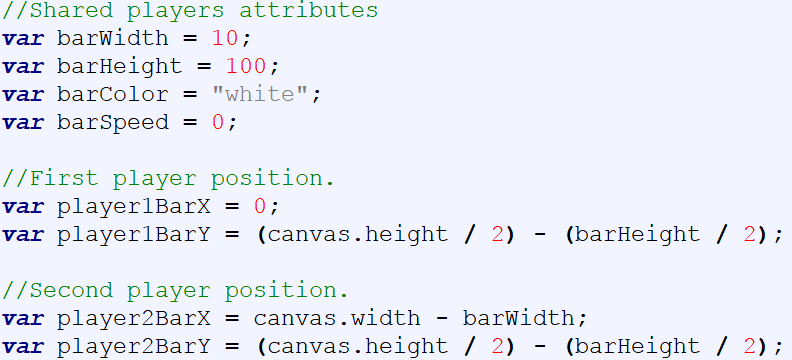 //Shared players attributes
var barWidth = 10;
var barHeight = 100;
var barColor = "white";
var barSpeed = 0;
//First player position.
var player1BarX = 0;
var player1BarY = (canvas.height / 2) - (barHeight / 2);
//Second player position.
var player2BarX = canvas.width - barWidth;
var player2BarY = (canvas.height / 2) - (barHeight / 2);